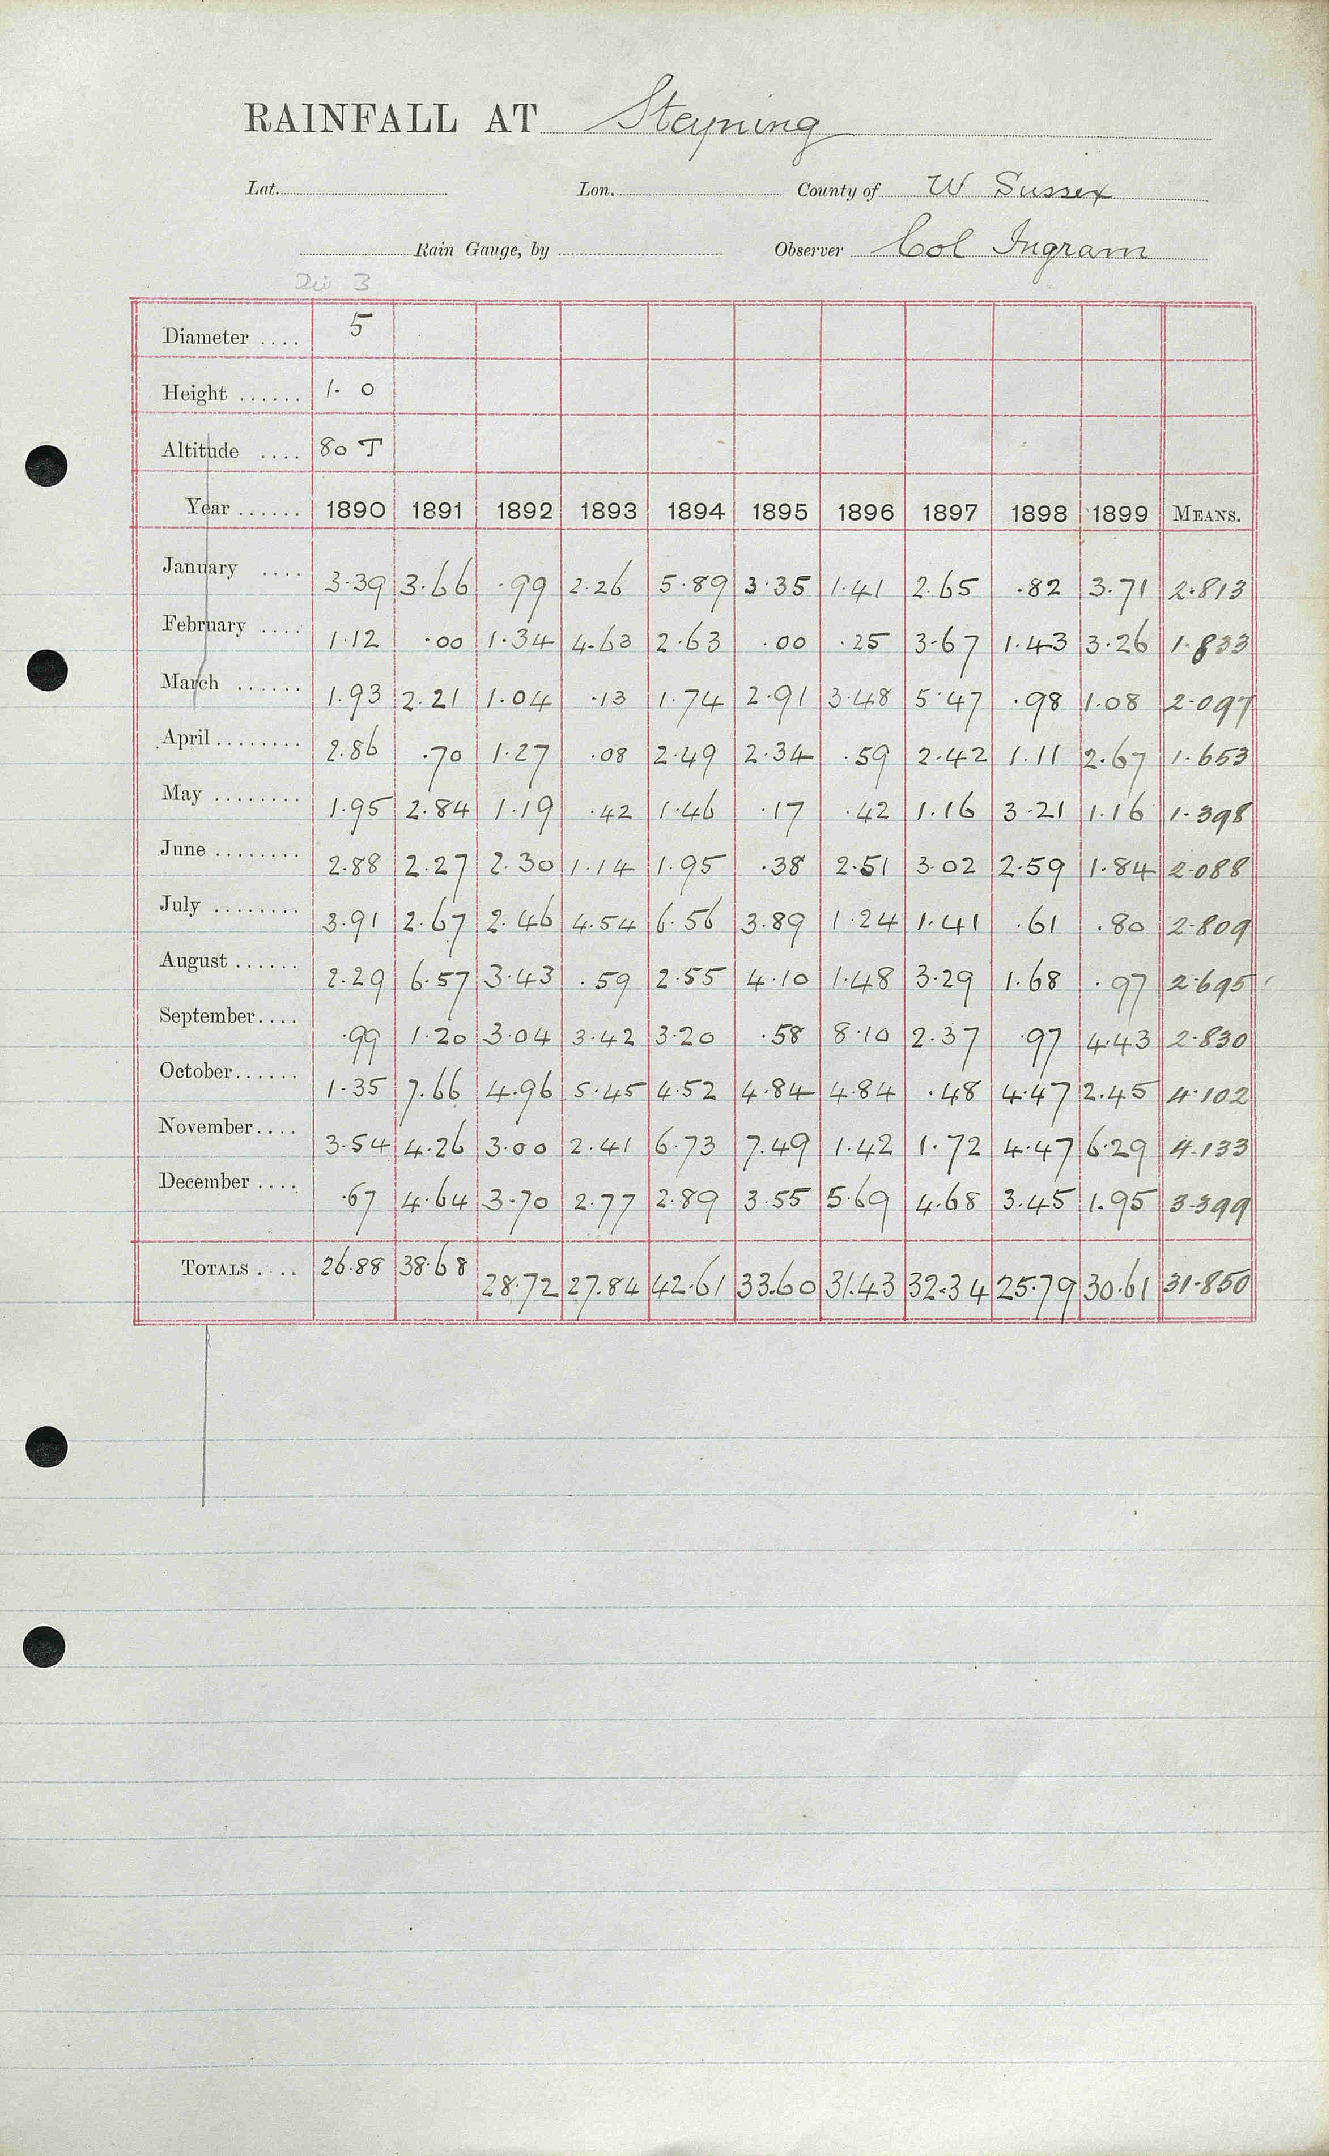 RAINFALL AT Steyning
Lat. Lon. County of W Sussex
Rain Gauge, by Observer Col Ingram
Div 3
Diameter .... 5
Height ...... 1. 0
Altitude .... 80 T
Year ...... 1890 1891 1892 1893 1894 1895 1896 1897 1898 1899 MEANS.
January .... 3.39 3.66 .99 2.26 5.89 3.35 1.41 2.65 .82 3.71 2.813
February .... 1.12 .00 1.34 4.63 2.63 .00 .25 3.67 1.43 3.26 1.833
March ...... 1.93 2.21 1.04 .13 1.74 2.91 3.48 5.47 .98 1.08 2.097
April ........ 2.86 .70 1.27 .08 2.49 2.34 .59 2.42 1.11 2.67 1.653
May ........ 1.95 2.84 1.19 .42 1.46 .17 .42 1.16 3.21 1.16 1.398
June ........ 2.88 2.27 2.30 1.14 1.95 .38 2.51 3.02 2.59 1.84 2.088
July ........ 3.91 2.67 2.46 4.54 6.56 3.89 1.24 1.41 .61 .80 2.809
August ...... 2.29 6.57 3.43 .59 2.55 4.10 1.48 3.29 1.68 .97 2.695
September .... .99 1.20 3.04 3.42 3.20 .58 8.10 2.37 .97 4.43 2.830
October ...... 1.35 7.66 4.96 5.45 4.52 4.84 4.84 .48 4.47 2.45 4.102
November .... 3.54 4.26 3.00 2.41 6.73 7.49 1.42 1.72 4.47 6.29 4.133
December .... .67 4.64 3.70 2.77 2.89 3.55 5.69 4.68 3.45 1.95 3.399
TOTALS .... 26.88 38.68 28.72 27.84 42.61 33.60 31.43 32.34 25.79 30.61 31.850